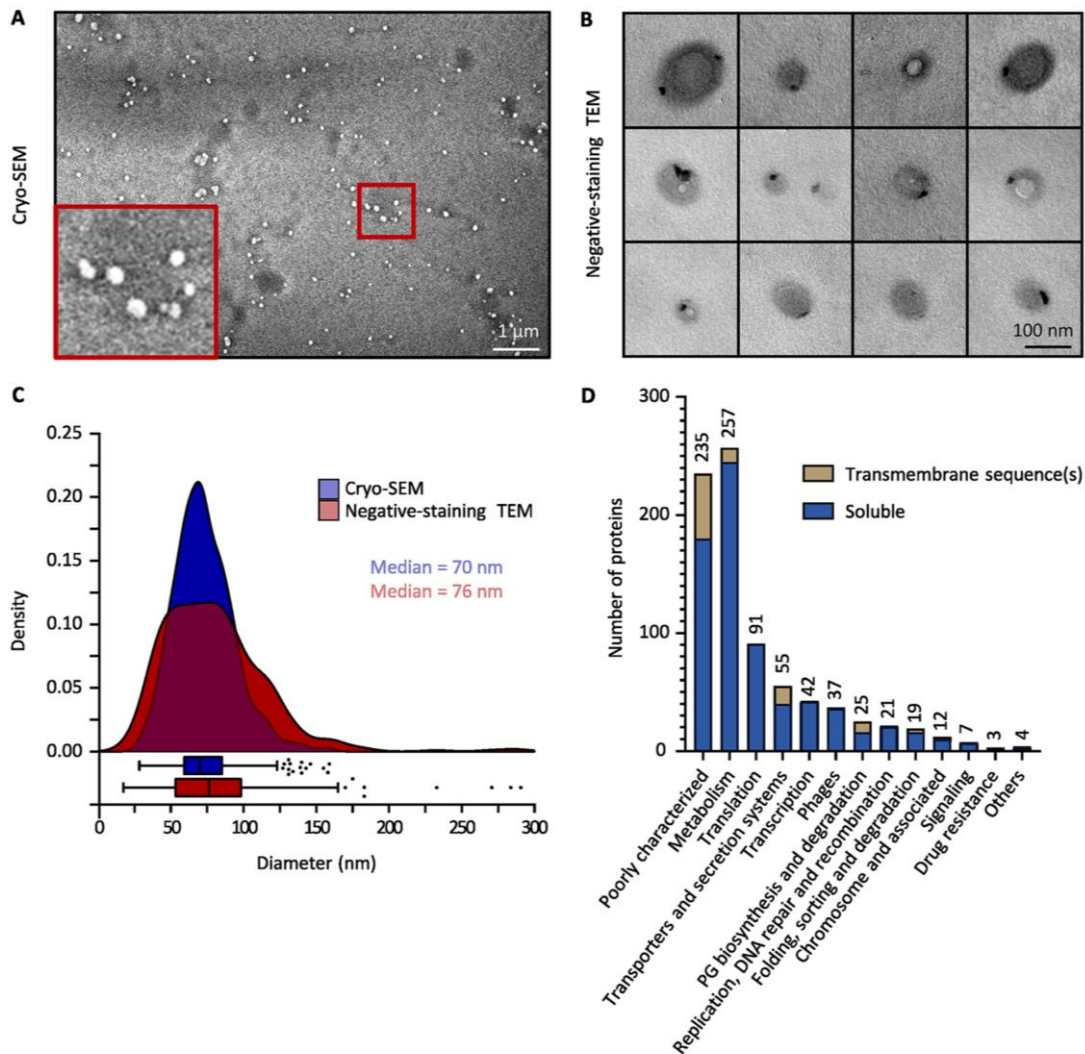 A
Cryo-SEM
1 µm
B
Negative-staining TEM
100 nm
C
0.25
0.20
0.15
0.10
0.05
0.00
Density
Cryo-SEM
Negative-staining TEM
Median = 70 nm
Median = 76 nm
0 50 100 150 200 250 300
Diameter (nm)
D
300
200
100
0
Number of proteins
Transmembrane sequence(s)
Soluble
235
257
91
55
42
37
25
21
19
12
7
3
4
Poorly characterized
Metabolism
Translation
Transporters and secretion systems
Transcription
Phages
PG biosynthesis and degradation
Replication, DNA repair and recombination
Folding, sorting and degradation
Chromosome and associated
Signaling
Drug resistance
Others